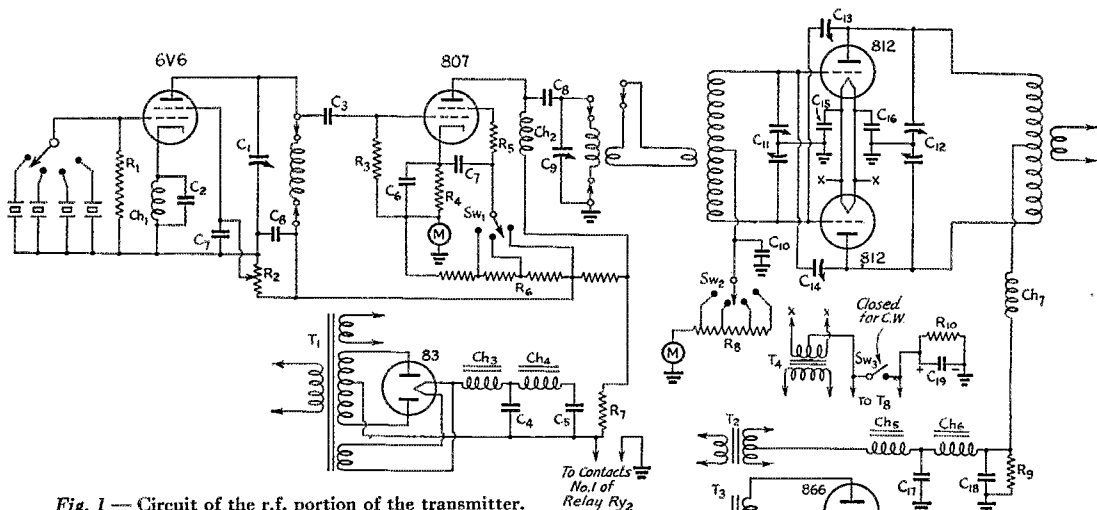 6V6
807
C13
812
C3
C8
C15
C16
R1
C1
R5
Ch2
C2
R3
C7
C9
C11
C12
Ch1
C6
R4
x
x
C7
C8
Sw1
M
R2
C10
C14
812
R6
Sw2
Ch7
Closed
for C.W.
R10
T1
83
Ch3
Ch4
R8
x
x
M
T4
Sw3
+
C19
R7
To T8
C4
C5
T2
Ch5
Ch6
To Contacts
No.1 of
Relay Ry2
T3
866
C17
C18
R9
Fig. 1 — Circuit of the r.f. portion of the transmitter.